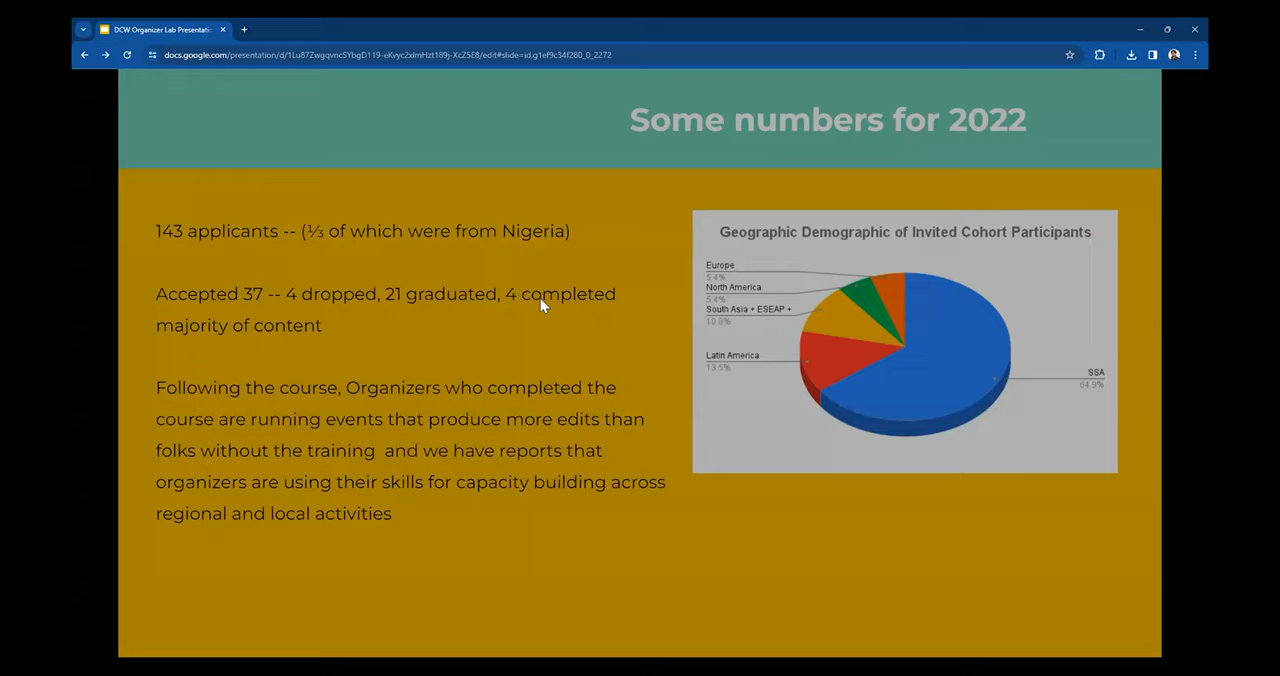 DCW Organizer Lab Presentatio
docs.google.com/presentation/d/1Lu87ZwgqvncSYbgD119-eKvyc2xlmHzt189j-XcZ5E8/edit#slide=id.g1ef9c34f280_0_2272
Some numbers for 2022
143 applicants -- (⅓ of which were from Nigeria)
Accepted 37 -- 4 dropped, 21 graduated, 4 completed
majority of content
Following the course, Organizers who completed the
course are running events that produce more edits than
folks without the training and we have reports that
organizers are using their skills for capacity building across
regional and local activities
Geographic Demographic of Invited Cohort Participants
Europe
5.4%
North America
5.4%
South Asia + ESEAP +
10.8%
Latin America
13.5%
SSA
64.9%